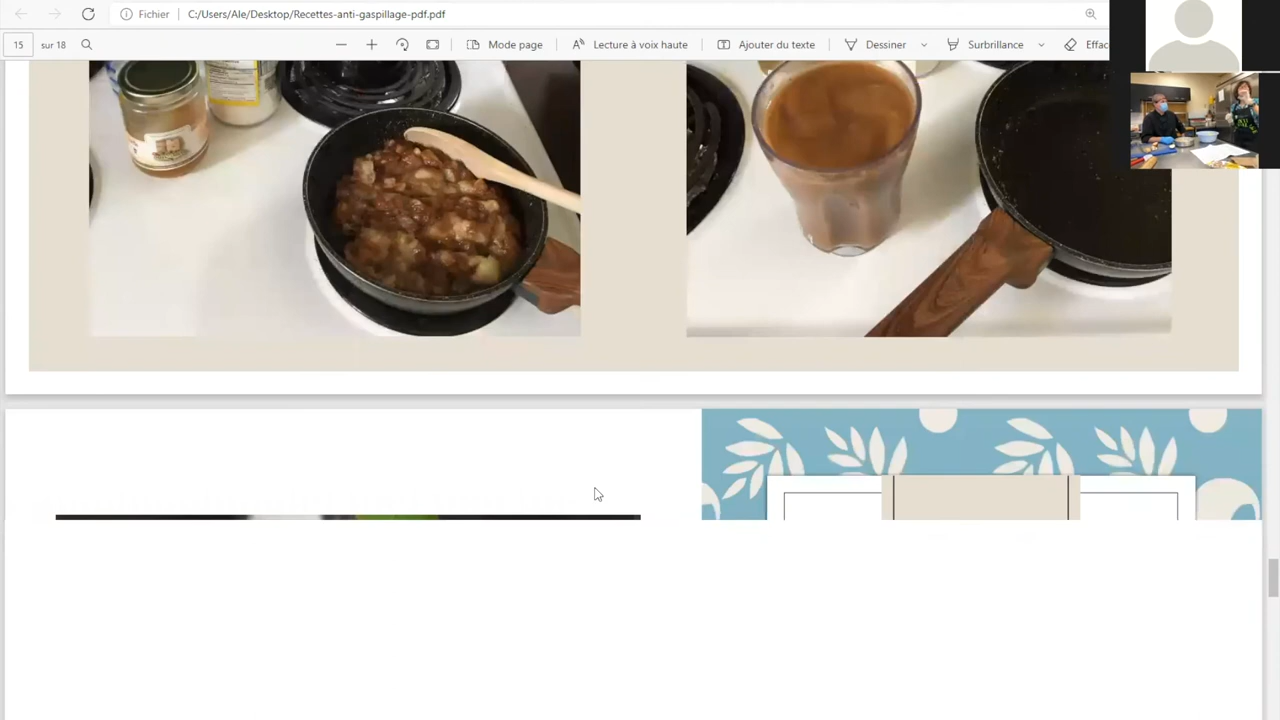 Fichier C:/Users/Ale/Desktop/Recettes-anti-gaspillage-pdf.pdf
15 sur 18 Mode page Lecture à voix haute Ajouter du texte Dessiner Surbrillance Effac